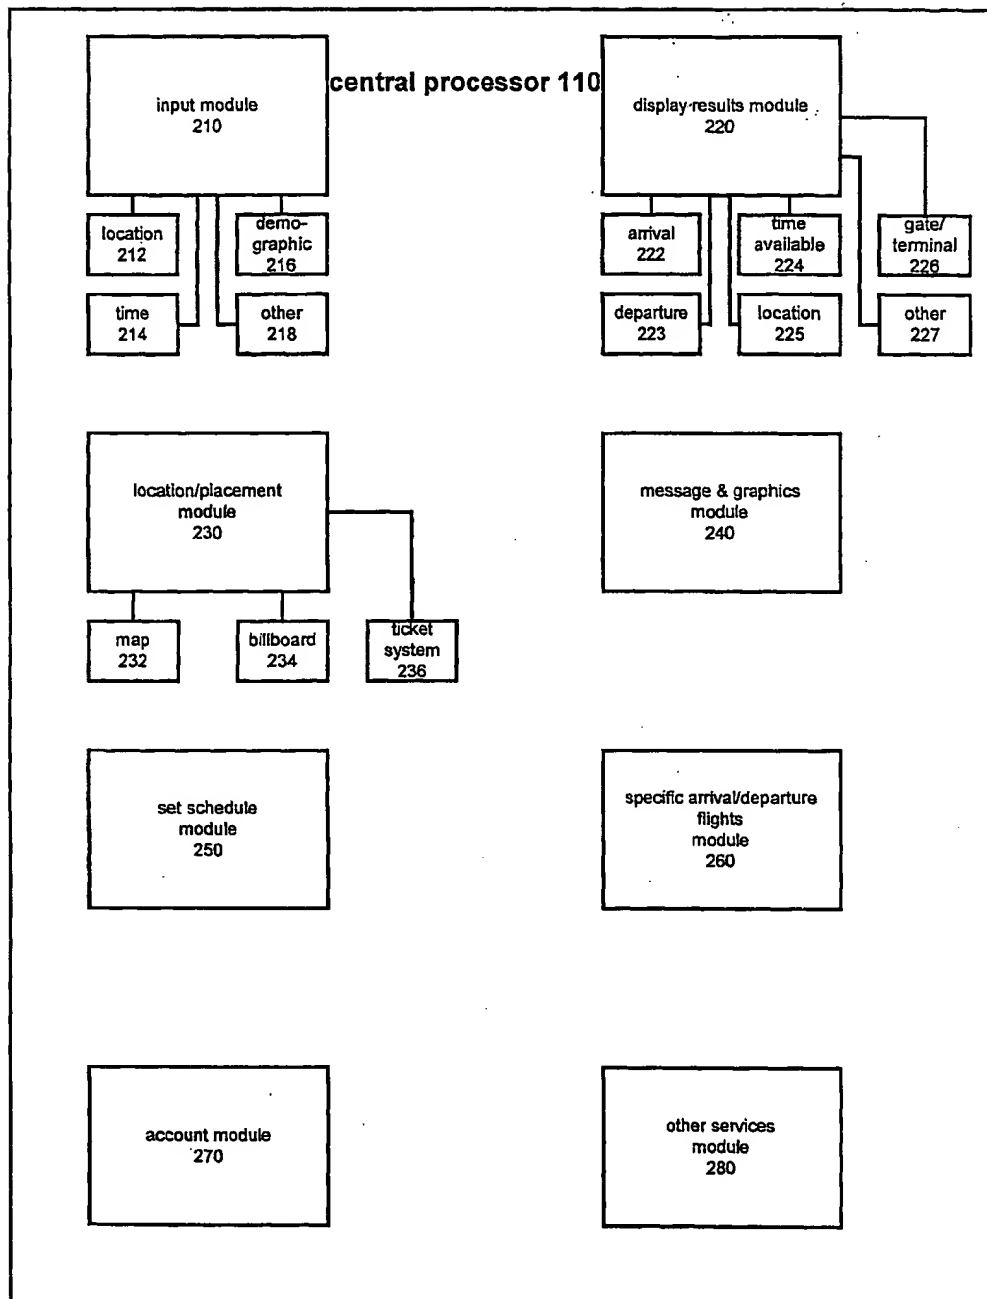 central processor 110
input module
210
location
212
demo-
graphic
216
time
214
other
218
display results module
220
arrival
222
time
available
224
gate/
terminal
226
departure
223
location
225
other
227
location/placement
module
230
map
232
billboard
234
ticket
system
236
message & graphics
module
240
set schedule
module
250
specific arrival/departure
flights
module
260
account module
270
other services
module
280